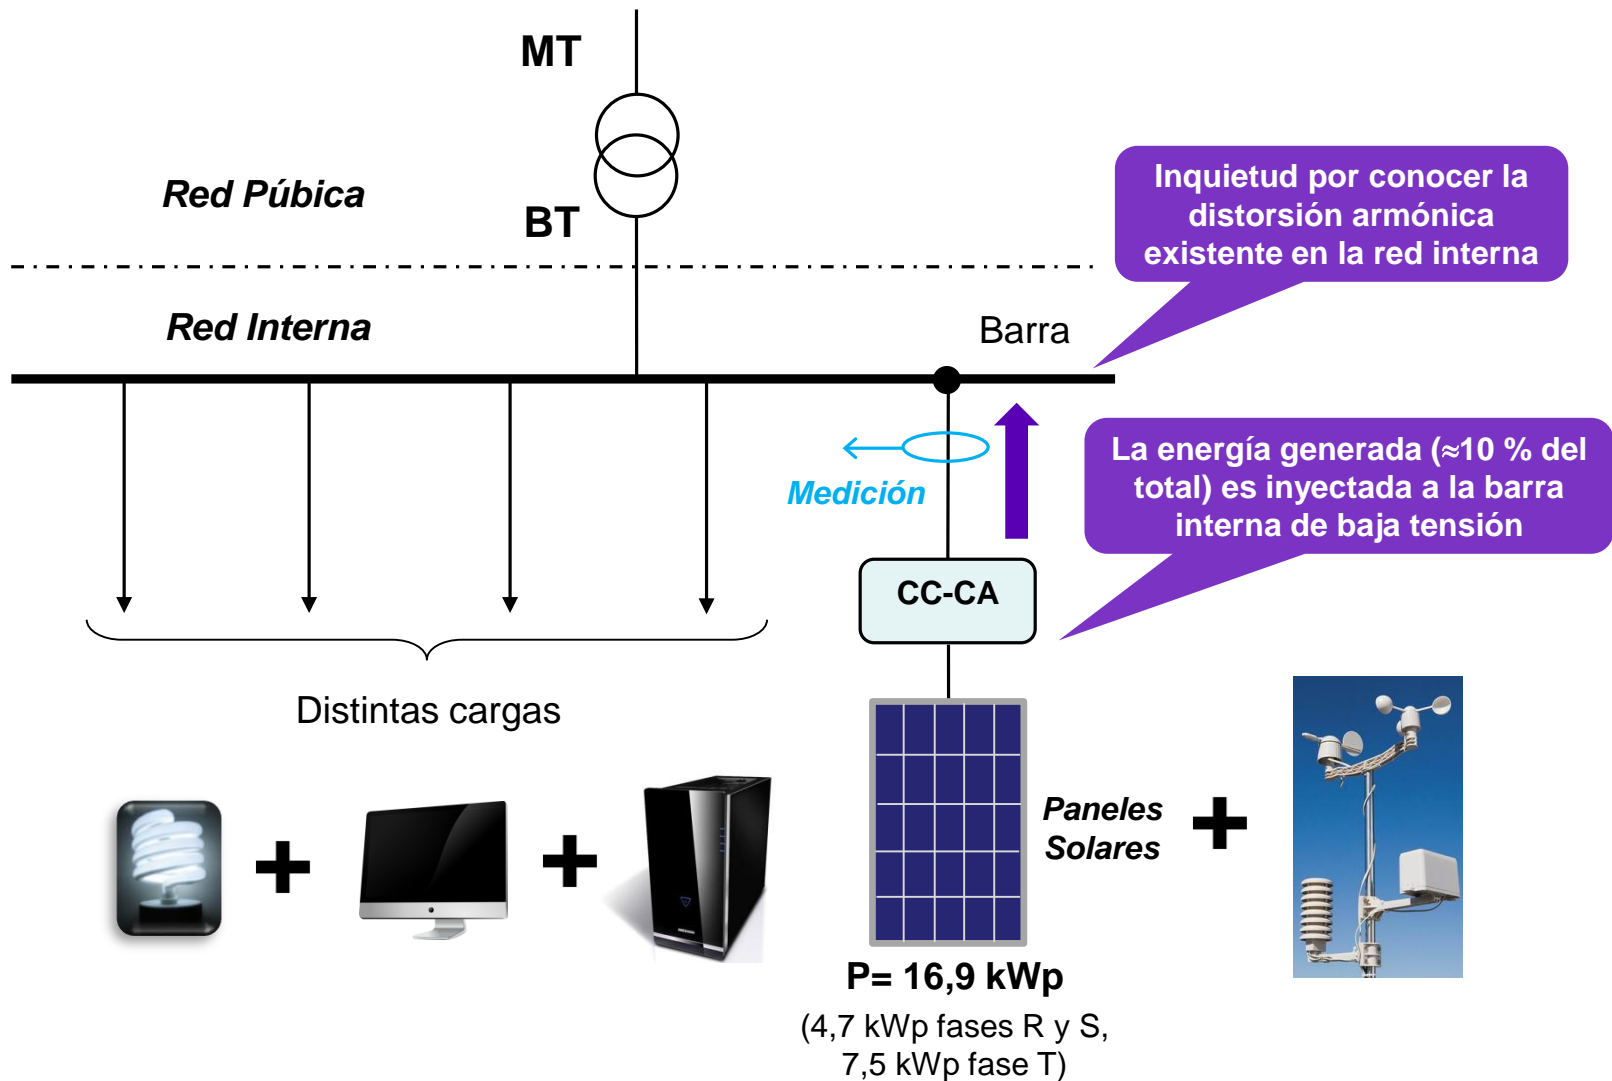 MT
Red Púbica
BT
Inquietud por conocer la
distorsión armónica
existente en la red interna
Red Interna
Barra
La energía generada (≈10 % del
total) es inyectada a la barra
interna de baja tensión
Medición
CC-CA
Distintas cargas
Paneles
Solares
P= 16,9 kWp
(4,7 kWp fases R y S,
7,5 kWp fase T)